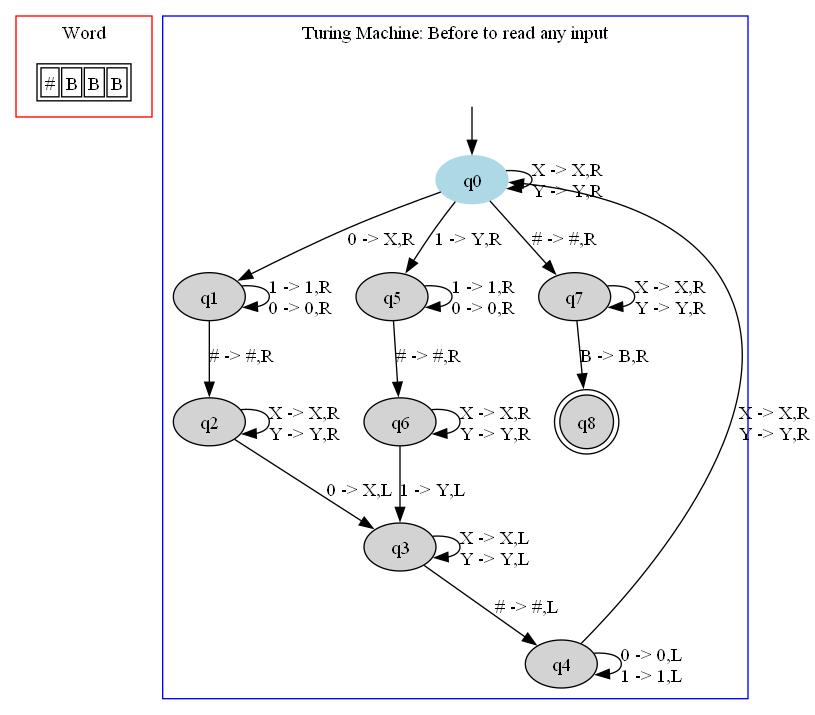 Word
# B B B
Turing Machine: Before to read any input
q0
X -> X,R
Y -> Y,R
0 -> X,R
1 -> Y,R
# -> #,R
q1
1 -> 1,R
0 -> 0,R
q5
1 -> 1,R
0 -> 0,R
q7
X -> X,R
Y -> Y,R
# -> #,R
# -> #,R
B -> B,R
q2
X -> X,R
Y -> Y,R
q6
X -> X,R
Y -> Y,R
q8
X -> X,R
Y -> Y,R
0 -> X,L
1 -> Y,L
q3
X -> X,L
Y -> Y,L
# -> #,L
q4
0 -> 0,L
1 -> 1,L